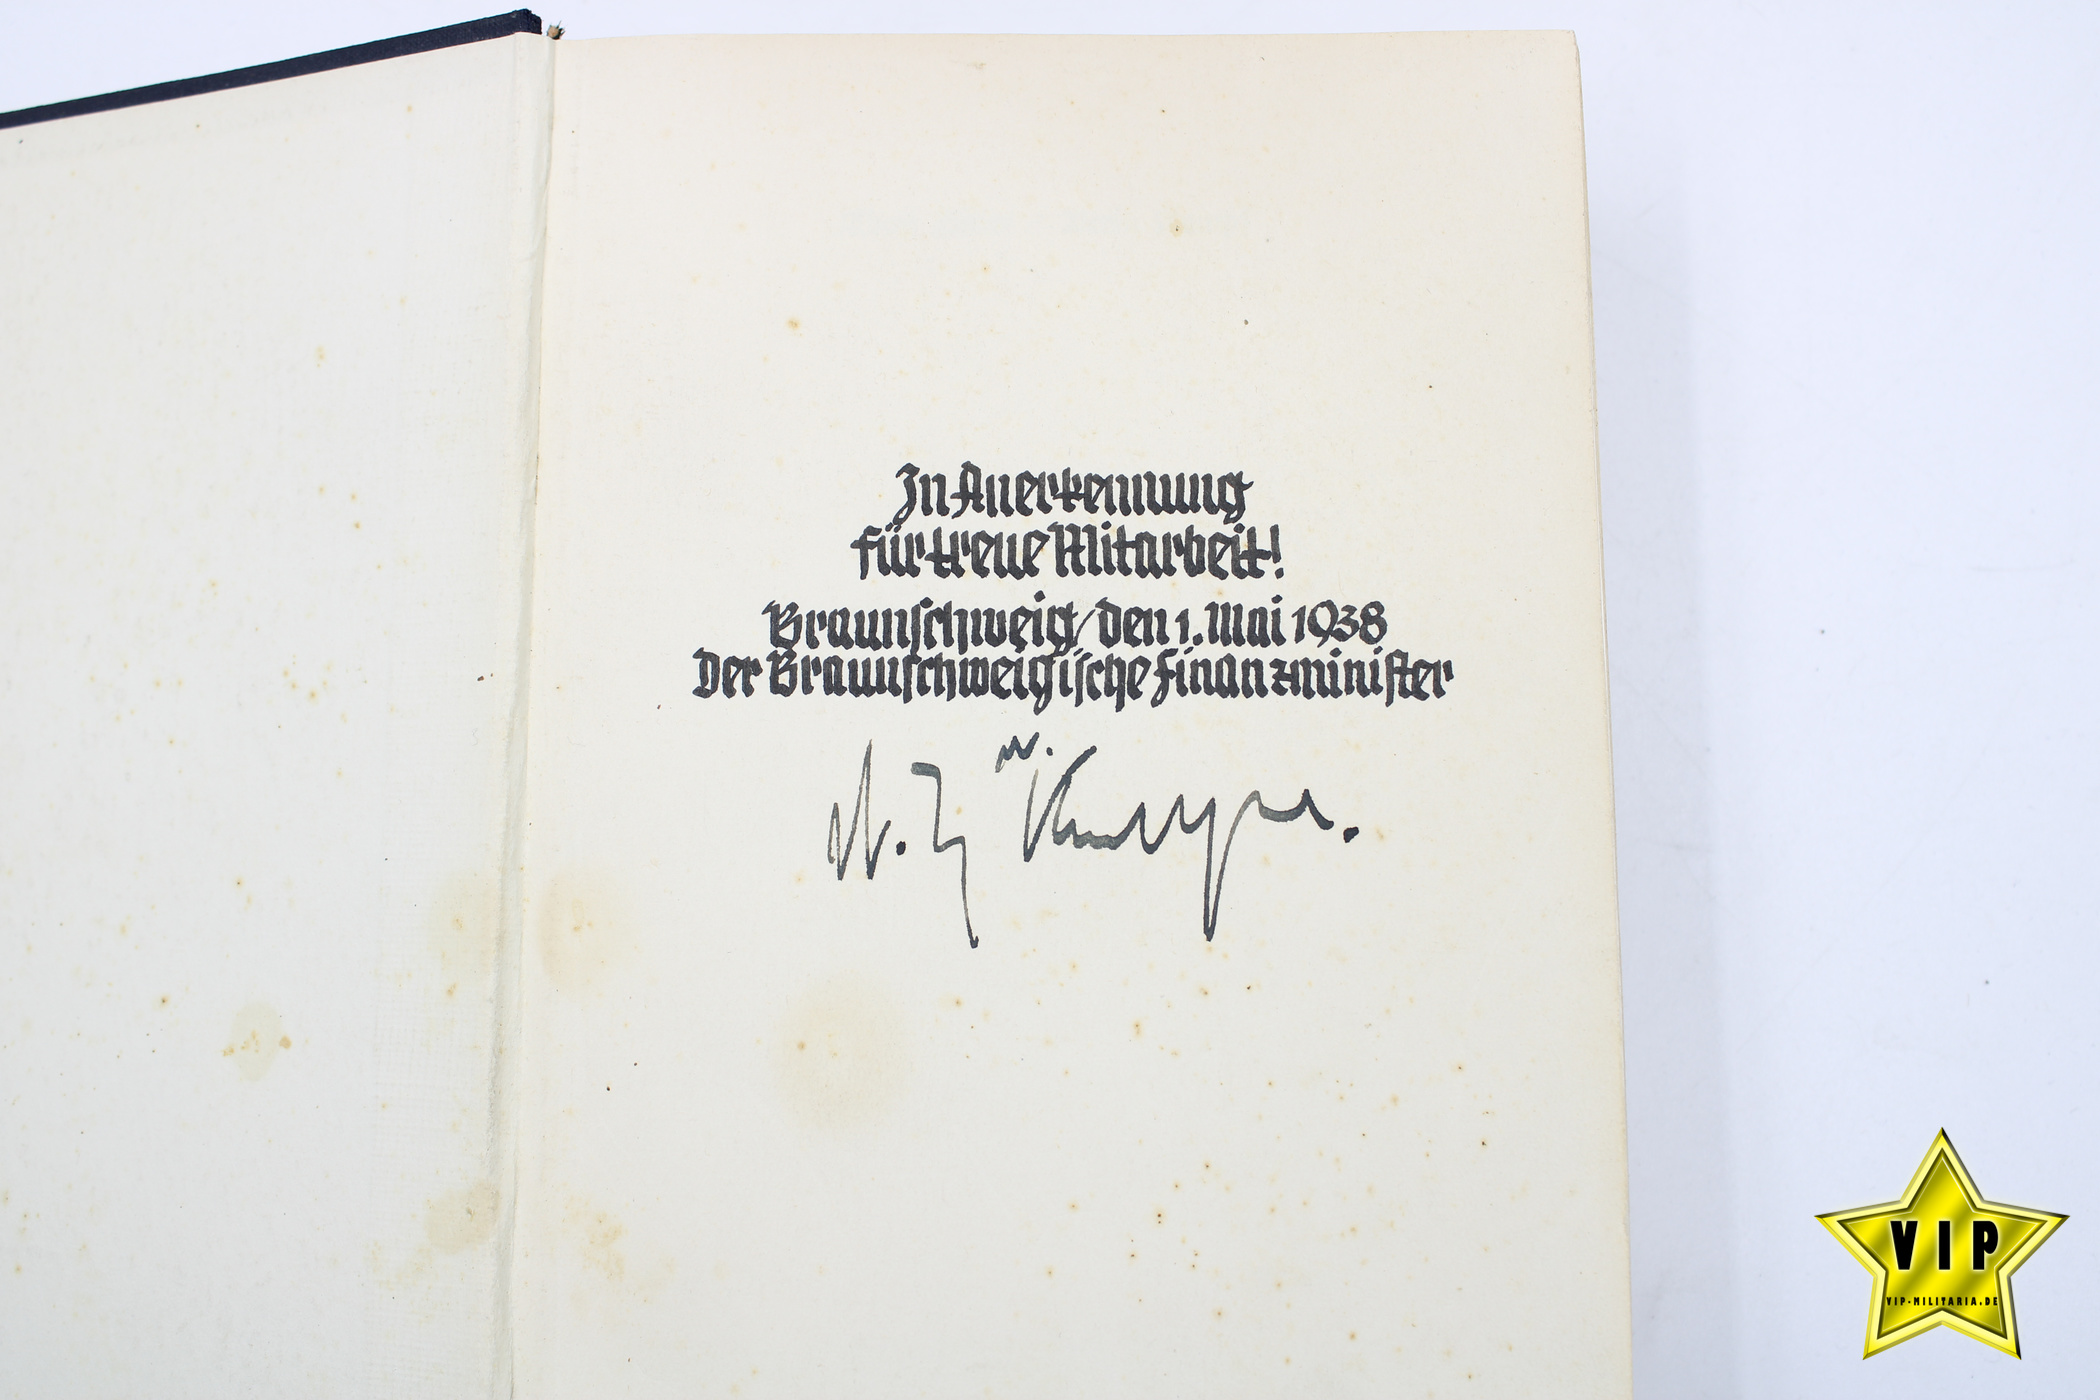 In Anerkennung
für treue Mitarbeit!
Braunschweig, den 1. Mai 1938
Der Braunschweigische Finanzminister
VIP
VIP-MILITARIA.DE